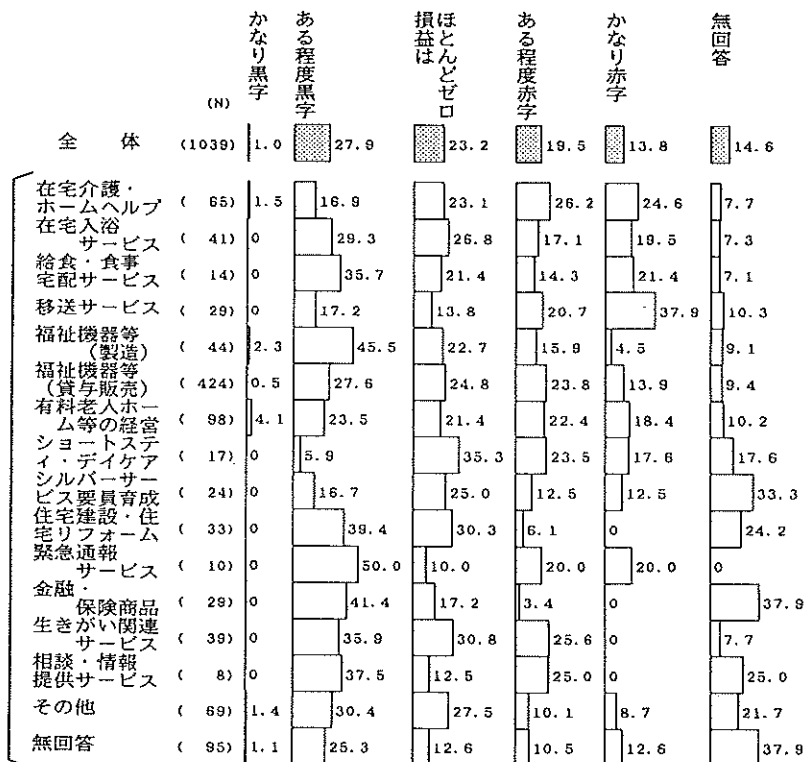 かなり黒字
ある程度黒字
損益は
ほとんどゼロ
ある程度赤字
かなり赤字
無回答
(N)
全 体 (1039) 1.0 27.9 23.2 19.5 13.8 14.6
在宅介護・
ホームヘルプ ( 65) 1.5 16.9 23.1 26.2 24.6 7.7
在宅入浴
サービス ( 41) 0 29.3 26.8 17.1 19.5 7.3
給食・食事
宅配サービス ( 14) 0 35.7 21.4 14.3 21.4 7.1
移送サービス ( 29) 0 17.2 13.8 20.7 37.9 10.3
福祉機器等
(製造) ( 44) 2.3 45.5 22.7 15.9 4.5 9.1
福祉機器等
(貸与販売) ( 424) 0.5 27.6 24.8 23.8 13.9 9.4
有料老人ホー
ム等の経営 ( 98) 4.1 23.5 21.4 22.4 18.4 10.2
ショートステ
ィ・デイケア ( 17) 0 5.9 35.3 23.5 17.6 17.6
シルバーサー
ビス要員育成 ( 24) 0 16.7 25.0 12.5 12.5 33.3
住宅建設・住
宅リフォーム ( 33) 0 39.4 30.3 6.1 0 24.2
緊急通報
サービス ( 10) 0 50.0 10.0 20.0 20.0 0
金融・
保険商品 ( 29) 0 41.4 17.2 3.4 0 37.9
生きがい関連
サービス ( 39) 0 35.9 30.8 25.6 0 7.7
相談・情報
提供サービス ( 8) 0 37.5 12.5 25.0 0 25.0
その他 ( 69) 1.4 30.4 27.5 10.1 8.7 21.7
無回答 ( 95) 1.1 25.3 12.6 10.5 12.6 37.9